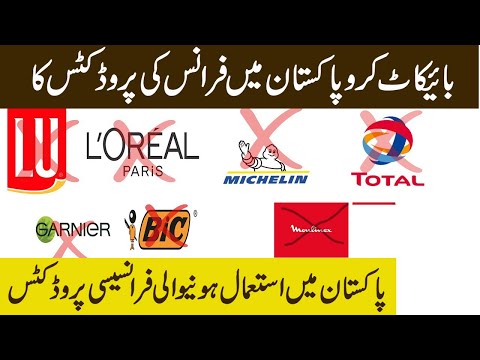 بائیکاٹ کرو پاکستان میں فرانس کی پروڈکٹس کا
LU
L'ORÉAL
PARIS
MICHELIN
TOTAL
GARNIER
BIC
Moulinex
پاکستان میں استعمال ہونیوالی فرانسیسی پروڈکٹس